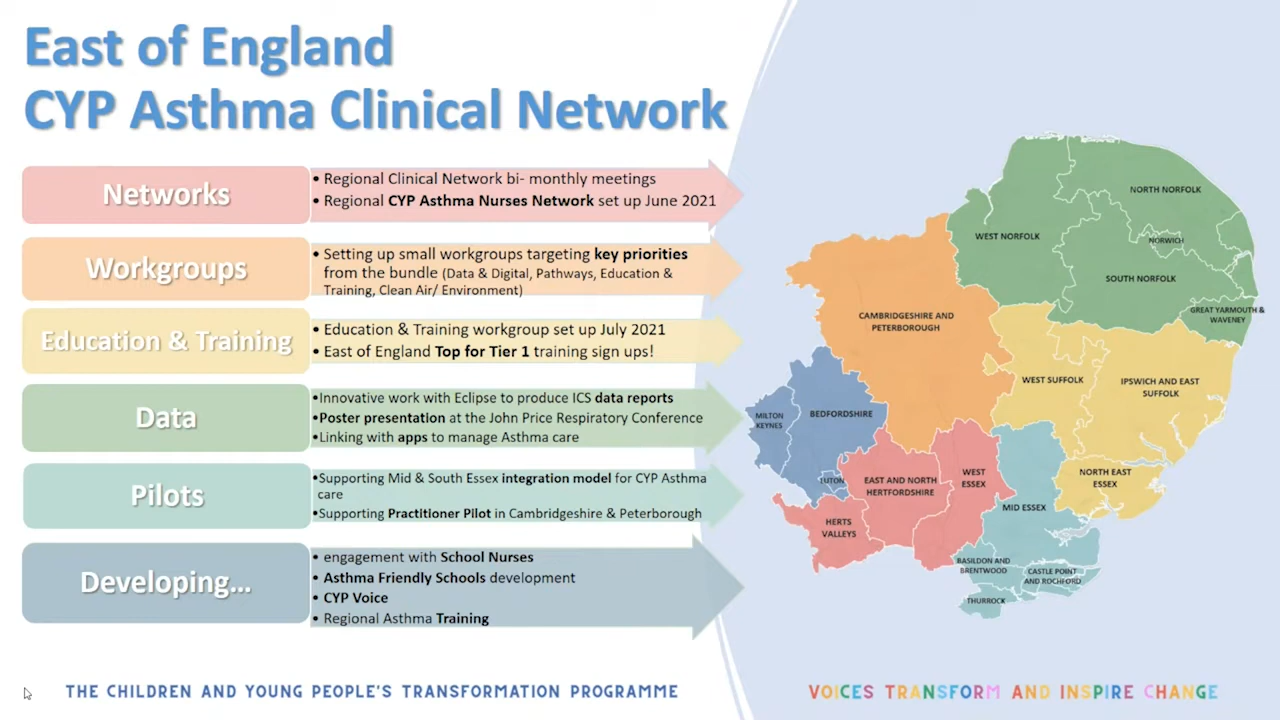 East of England
CYP Asthma Clinical Network
Networks
• Regional Clinical Network bi- monthly meetings
• Regional CYP Asthma Nurses Network set up June 2021
Workgroups
• Setting up small workgroups targeting key priorities
from the bundle (Data & Digital, Pathways, Education &
Training, Clean Air/ Environment)
Education & Training
• Education & Training workgroup set up July 2021
• East of England Top for Tier 1 training sign ups!
Data
•Innovative work with Eclipse to produce ICS data reports
•Poster presentation at the John Price Respiratory Conference
•Linking with apps to manage Asthma care
Pilots
•Supporting Mid & South Essex integration model for CYP Asthma
care
•Supporting Practitioner Pilot in Cambridgeshire & Peterborough
Developing...
• engagement with School Nurses
• Asthma Friendly Schools development
• CYP Voice
• Regional Asthma Training
NORTH NORFOLK
WEST NORFOLK
NORWICH
SOUTH NORFOLK
GREAT YARMOUTH &
WAVENEY
CAMBRIDGESHIRE AND
PETERBOROUGH
WEST SUFFOLK
IPSWICH AND EAST
SUFFOLK
MILTON
KEYNES
BEDFORDSHIRE
LUTON
EAST AND NORTH
HERTFORDSHIRE
WEST
ESSEX
NORTH EAST
ESSEX
MID ESSEX
HERTS
VALLEYS
BASILDON AND
BRENTWOOD
CASTLE POINT
AND ROCHFORD
THURROCK
THE CHILDREN AND YOUNG PEOPLE'S TRANSFORMATION PROGRAMME
VOICES TRANSFORM AND INSPIRE CHANGE